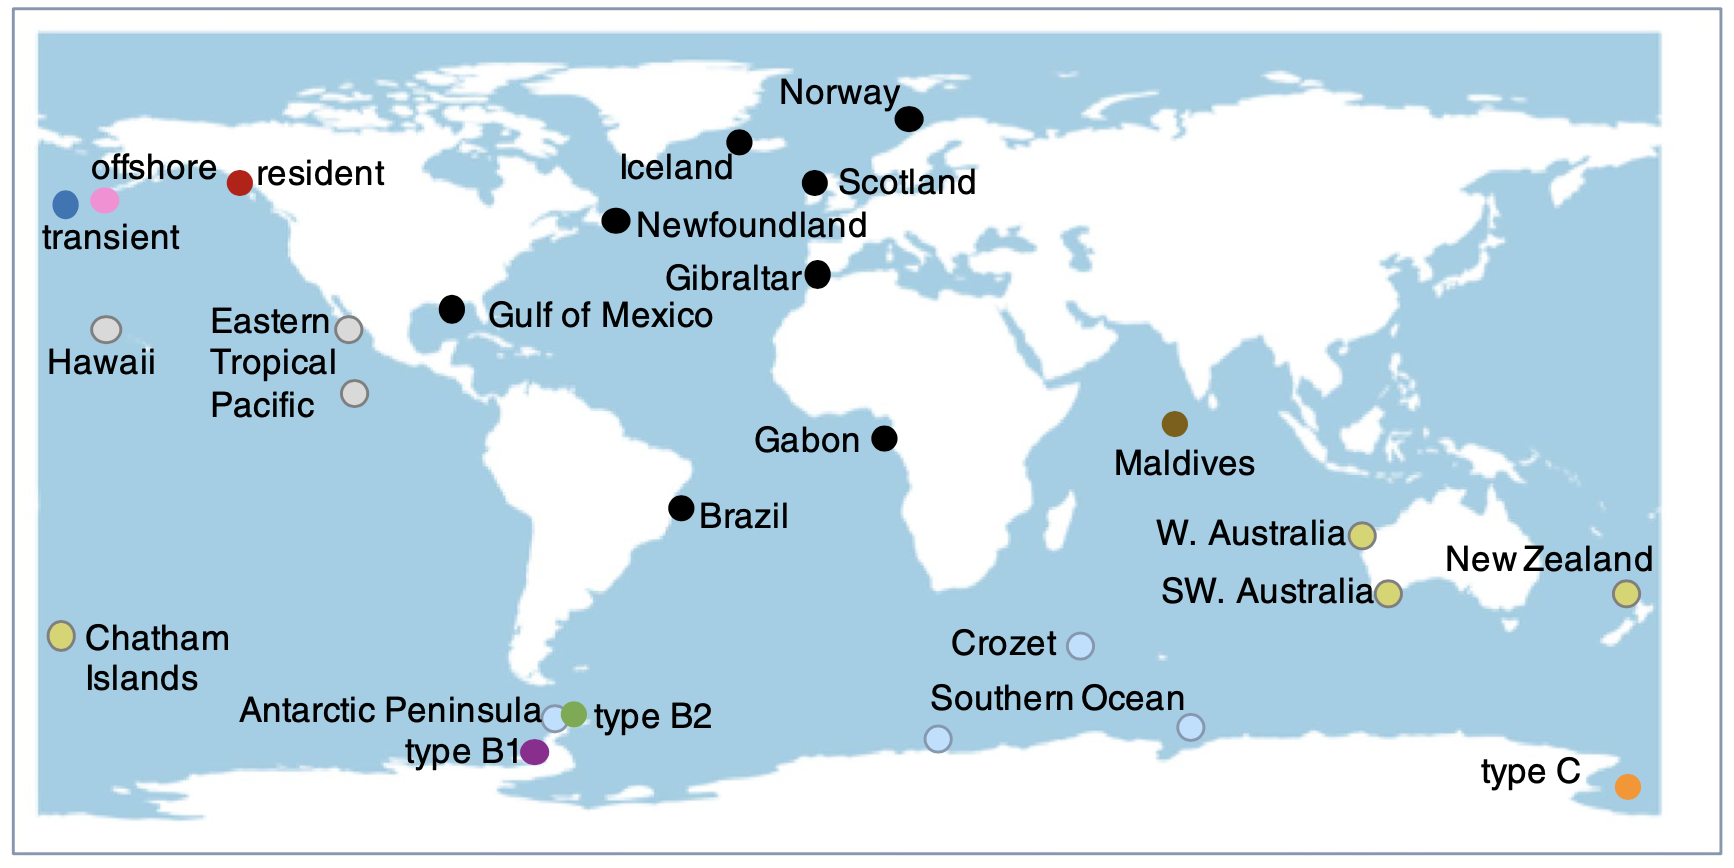 Norway
offshore
resident
Iceland
Scotland
transient
Newfoundland
Gibraltar
Gulf of Mexico
Eastern
Tropical
Pacific
Hawaii
Gabon
Maldives
Brazil
W. Australia
New Zealand
SW. Australia
Chatham
Islands
Crozet
Southern Ocean
Antarctic Peninsula
type B2
type B1
type C